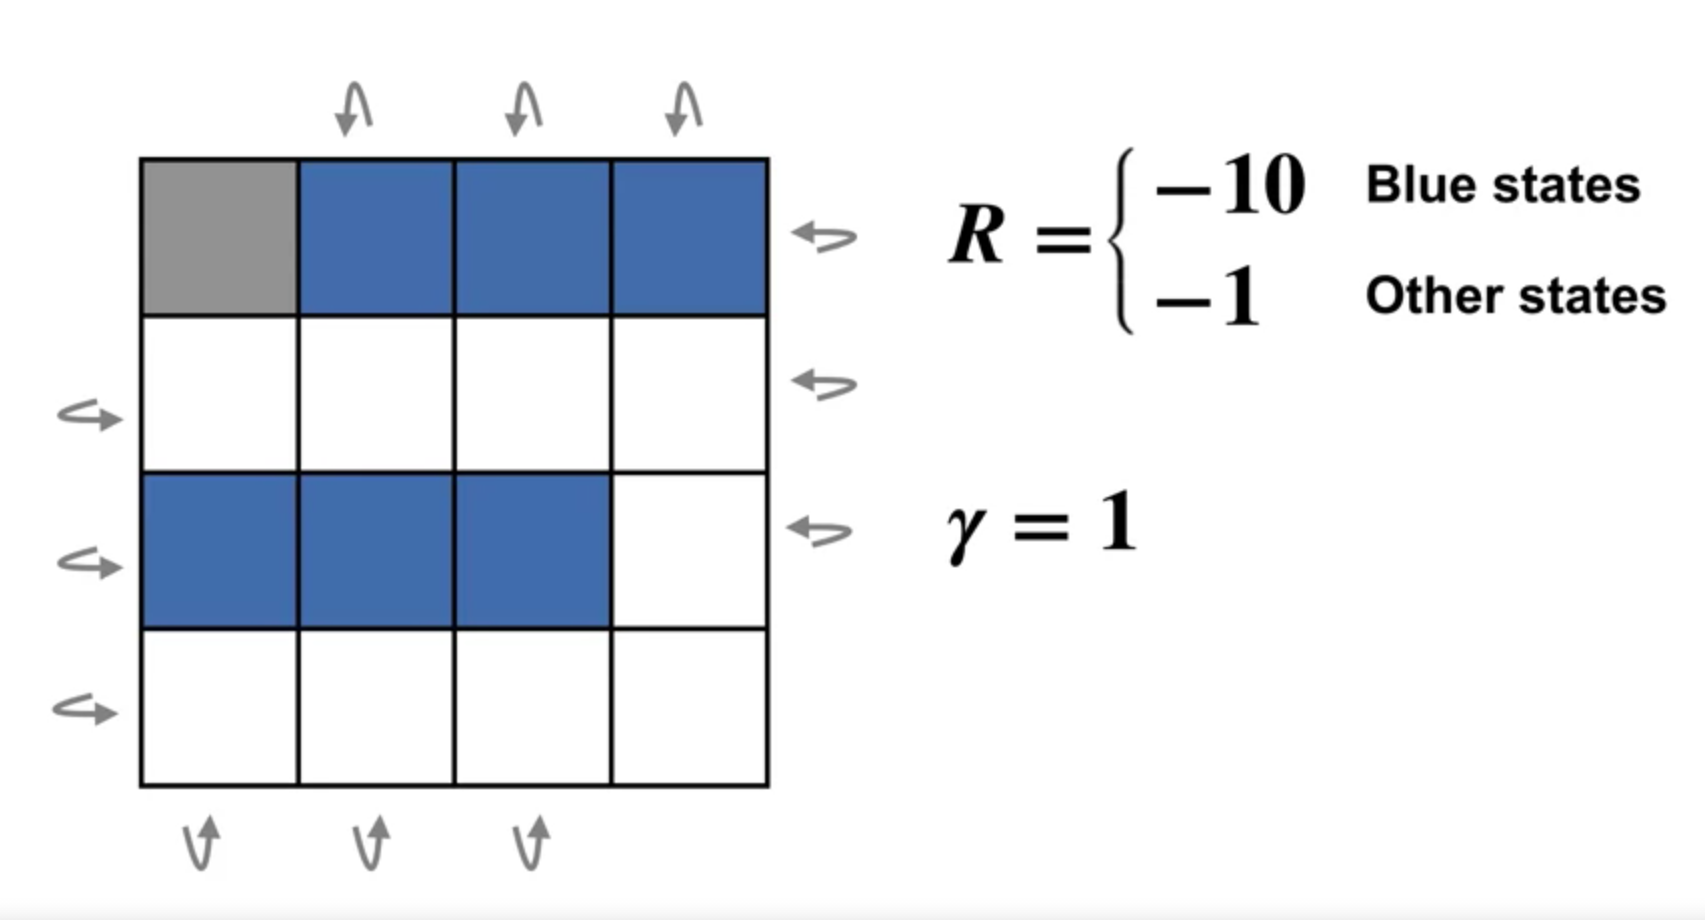 R = { −10 Blue states
−1 Other states
γ = 1